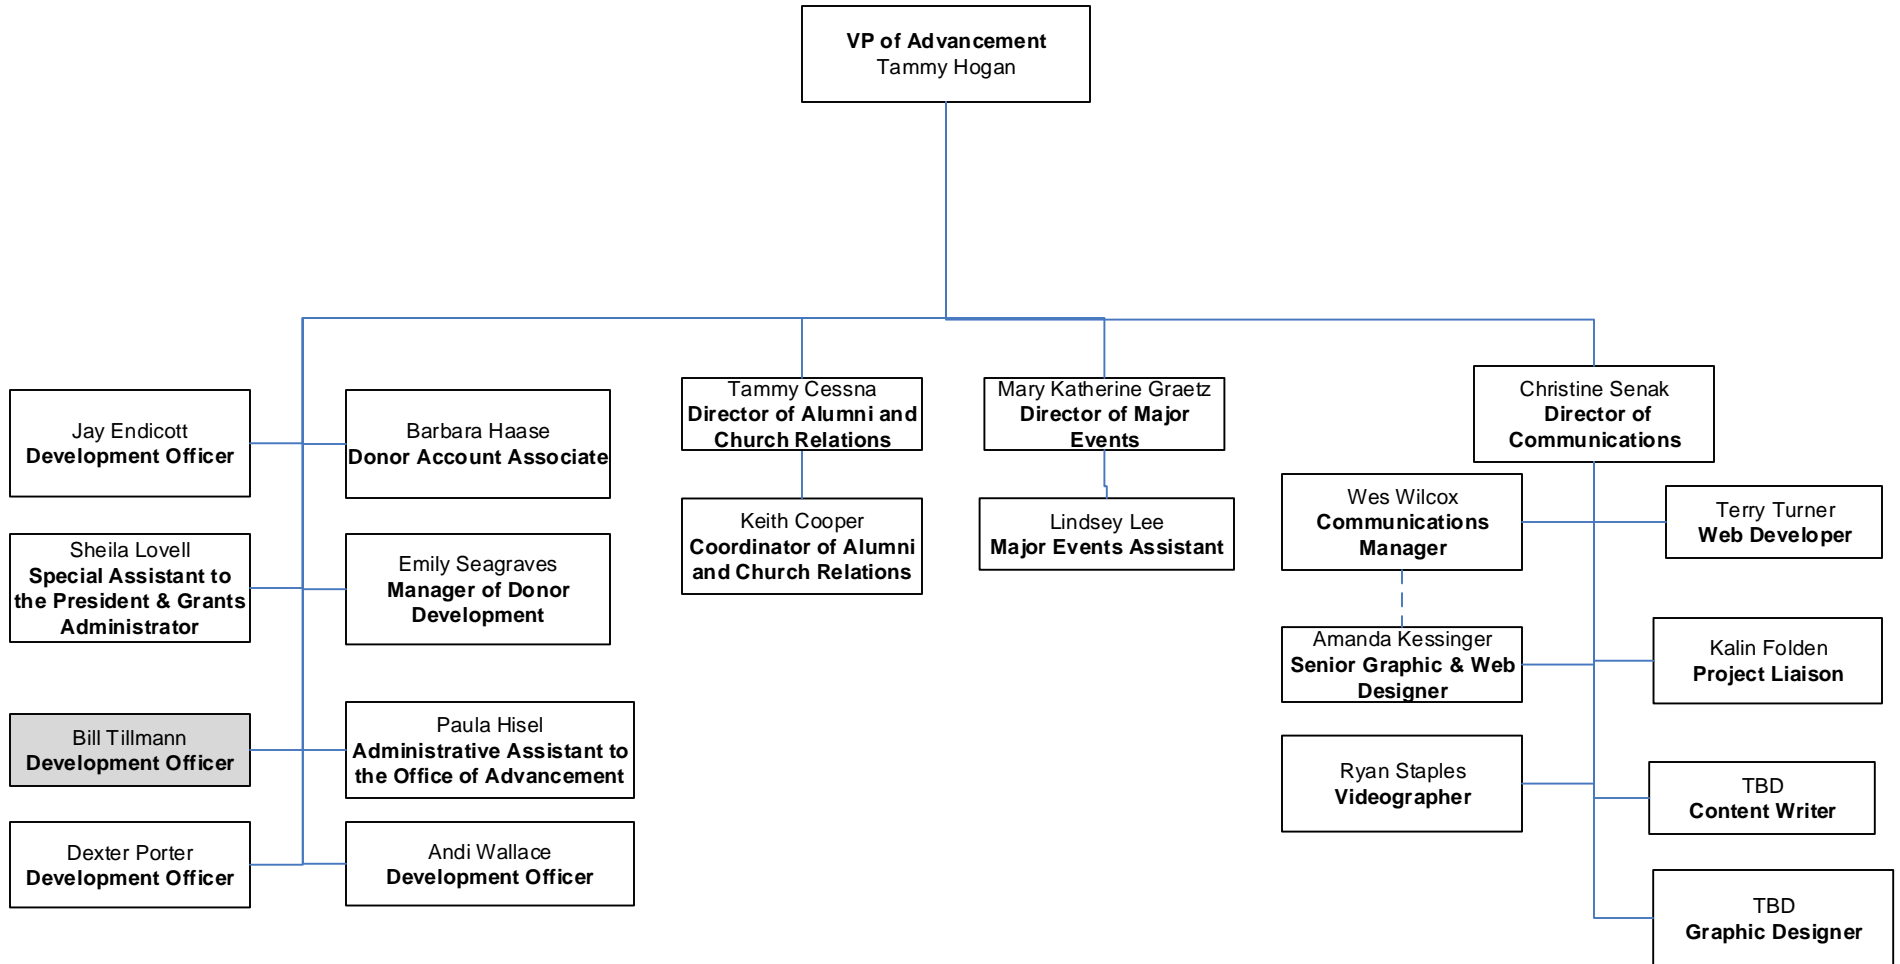 VP of Advancement
Tammy Hogan
Jay Endicott
Development Officer
Barbara Haase
Donor Account Associate
Sheila Lovell
Special Assistant to
the President & Grants
Administrator
Emily Seagraves
Manager of Donor
Development
Bill Tillmann
Development Officer
Paula Hisel
Administrative Assistant to
the Office of Advancement
Dexter Porter
Development Officer
Andi Wallace
Development Officer
Tammy Cessna
Director of Alumni and
Church Relations
Keith Cooper
Coordinator of Alumni
and Church Relations
Mary Katherine Graetz
Director of Major
Events
Lindsey Lee
Major Events Assistant
Christine Senak
Director of
Communications
Wes Wilcox
Communications
Manager
Terry Turner
Web Developer
Amanda Kessinger
Senior Graphic & Web
Designer
Kalin Folden
Project Liaison
Ryan Staples
Videographer
TBD
Content Writer
TBD
Graphic Designer